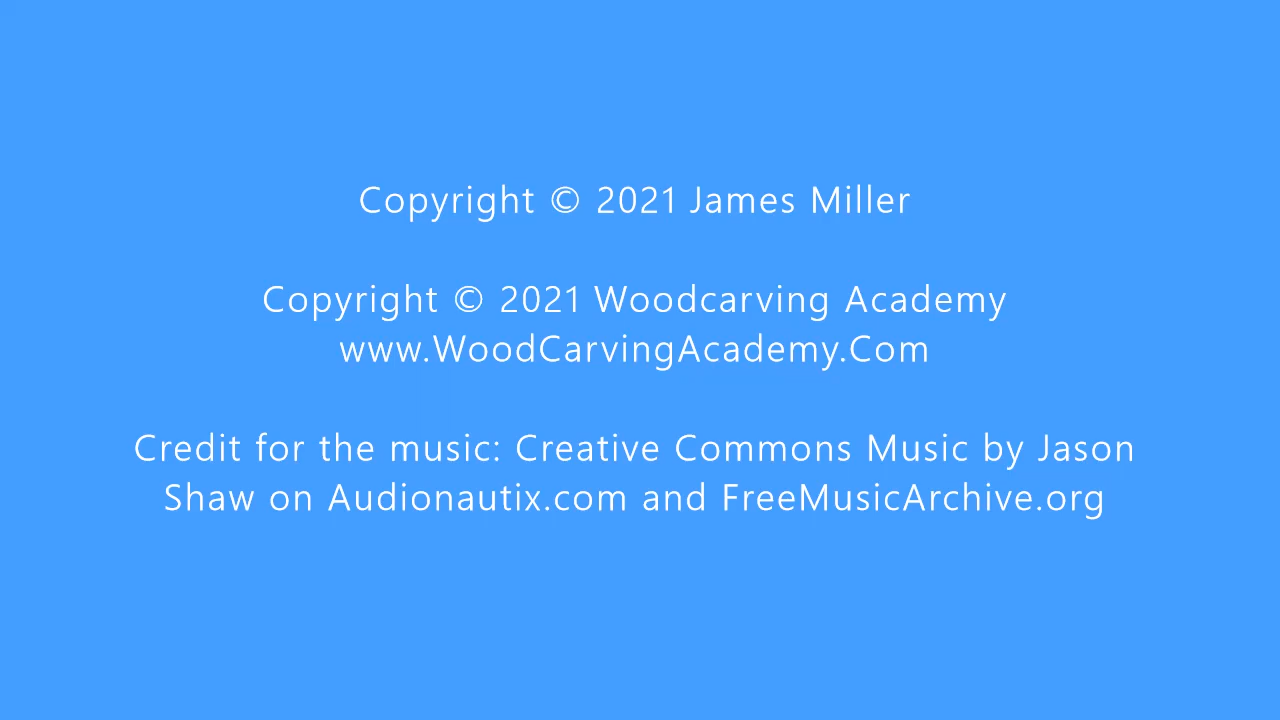 Copyright © 2021 James Miller
Copyright © 2021 Woodcarving Academy
www.WoodCarvingAcademy.Com
Credit for the music: Creative Commons Music by Jason
Shaw on Audionautix.com and FreeMusicArchive.org